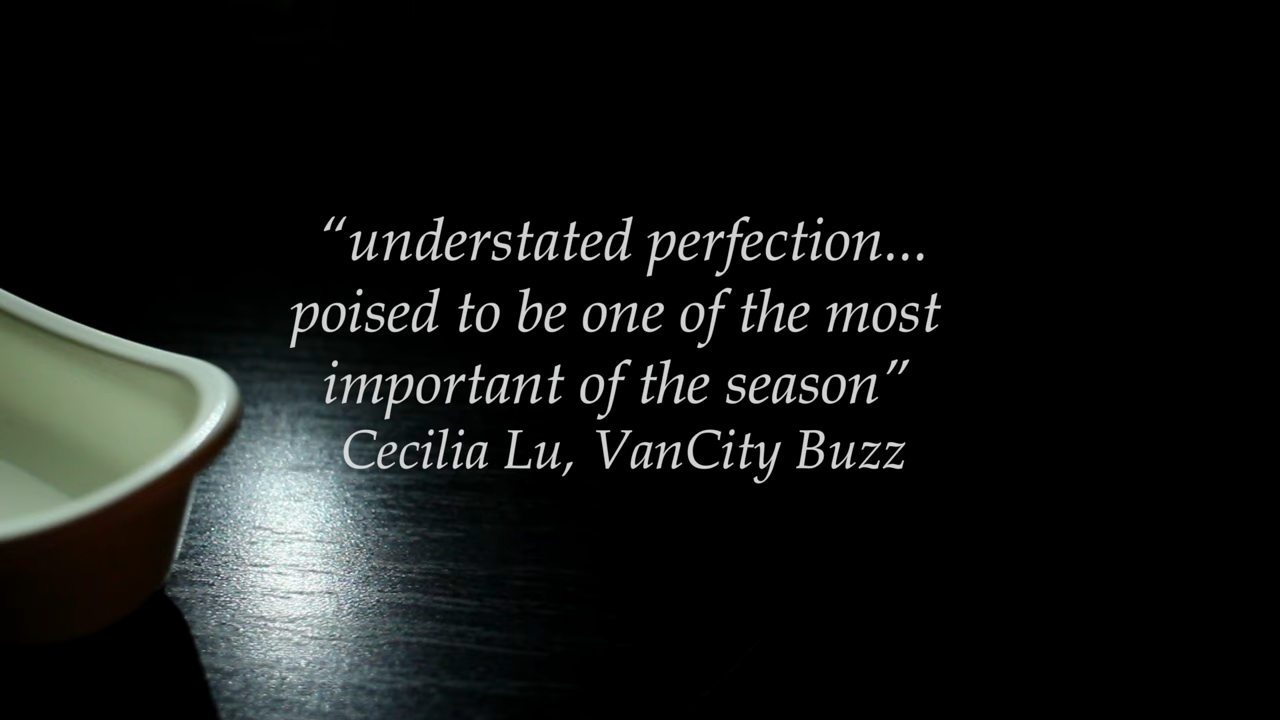 “understated perfection...
poised to be one of the most
important of the season”
Cecilia Lu, VanCity Buzz